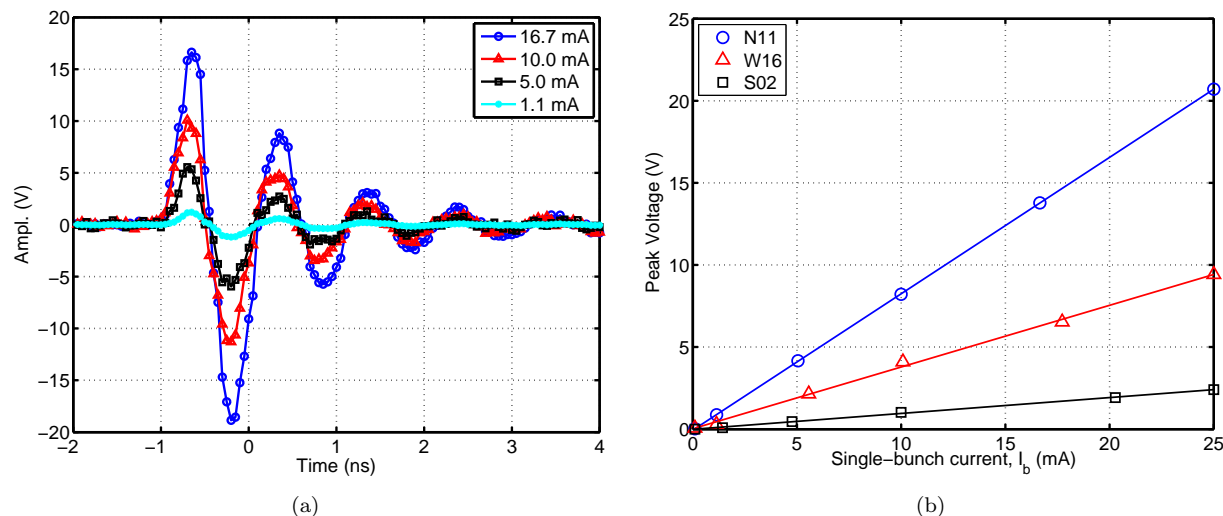 20
15
10
5
0
−5
−10
−15
−20
−2
−1
0
1
2
3
4
Ampl. (V)
Time (ns)
16.7 mA
10.0 mA
5.0 mA
1.1 mA
(a)
25
20
15
10
5
0
0
5
10
15
20
25
Peak Voltage (V)
Single−bunch current, I_b (mA)
N11
W16
S02
(b)